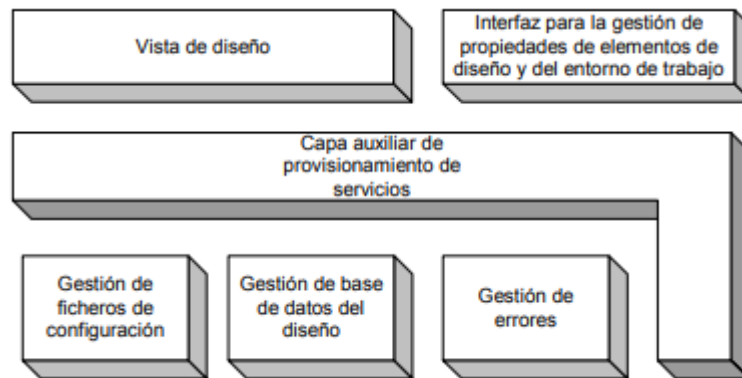 Vista de diseño
Interfaz para la gestión de
propiedades de elementos de
diseño y del entorno de trabajo
Capa auxiliar de
provisionamiento de
servicios
Gestión de
ficheros de
configuración
Gestión de base
de datos del
diseño
Gestión de
errores